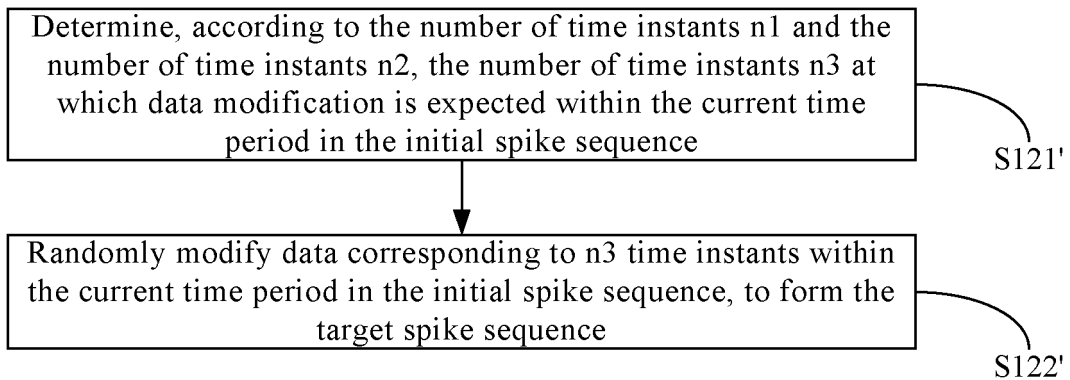 Determine, according to the number of time instants n1 and the
number of time instants n2, the number of time instants n3 at
which data modification is expected within the current time
period in the initial spike sequence
S121'
Randomly modify data corresponding to n3 time instants within
the current time period in the initial spike sequence, to form the
target spike sequence
S122'